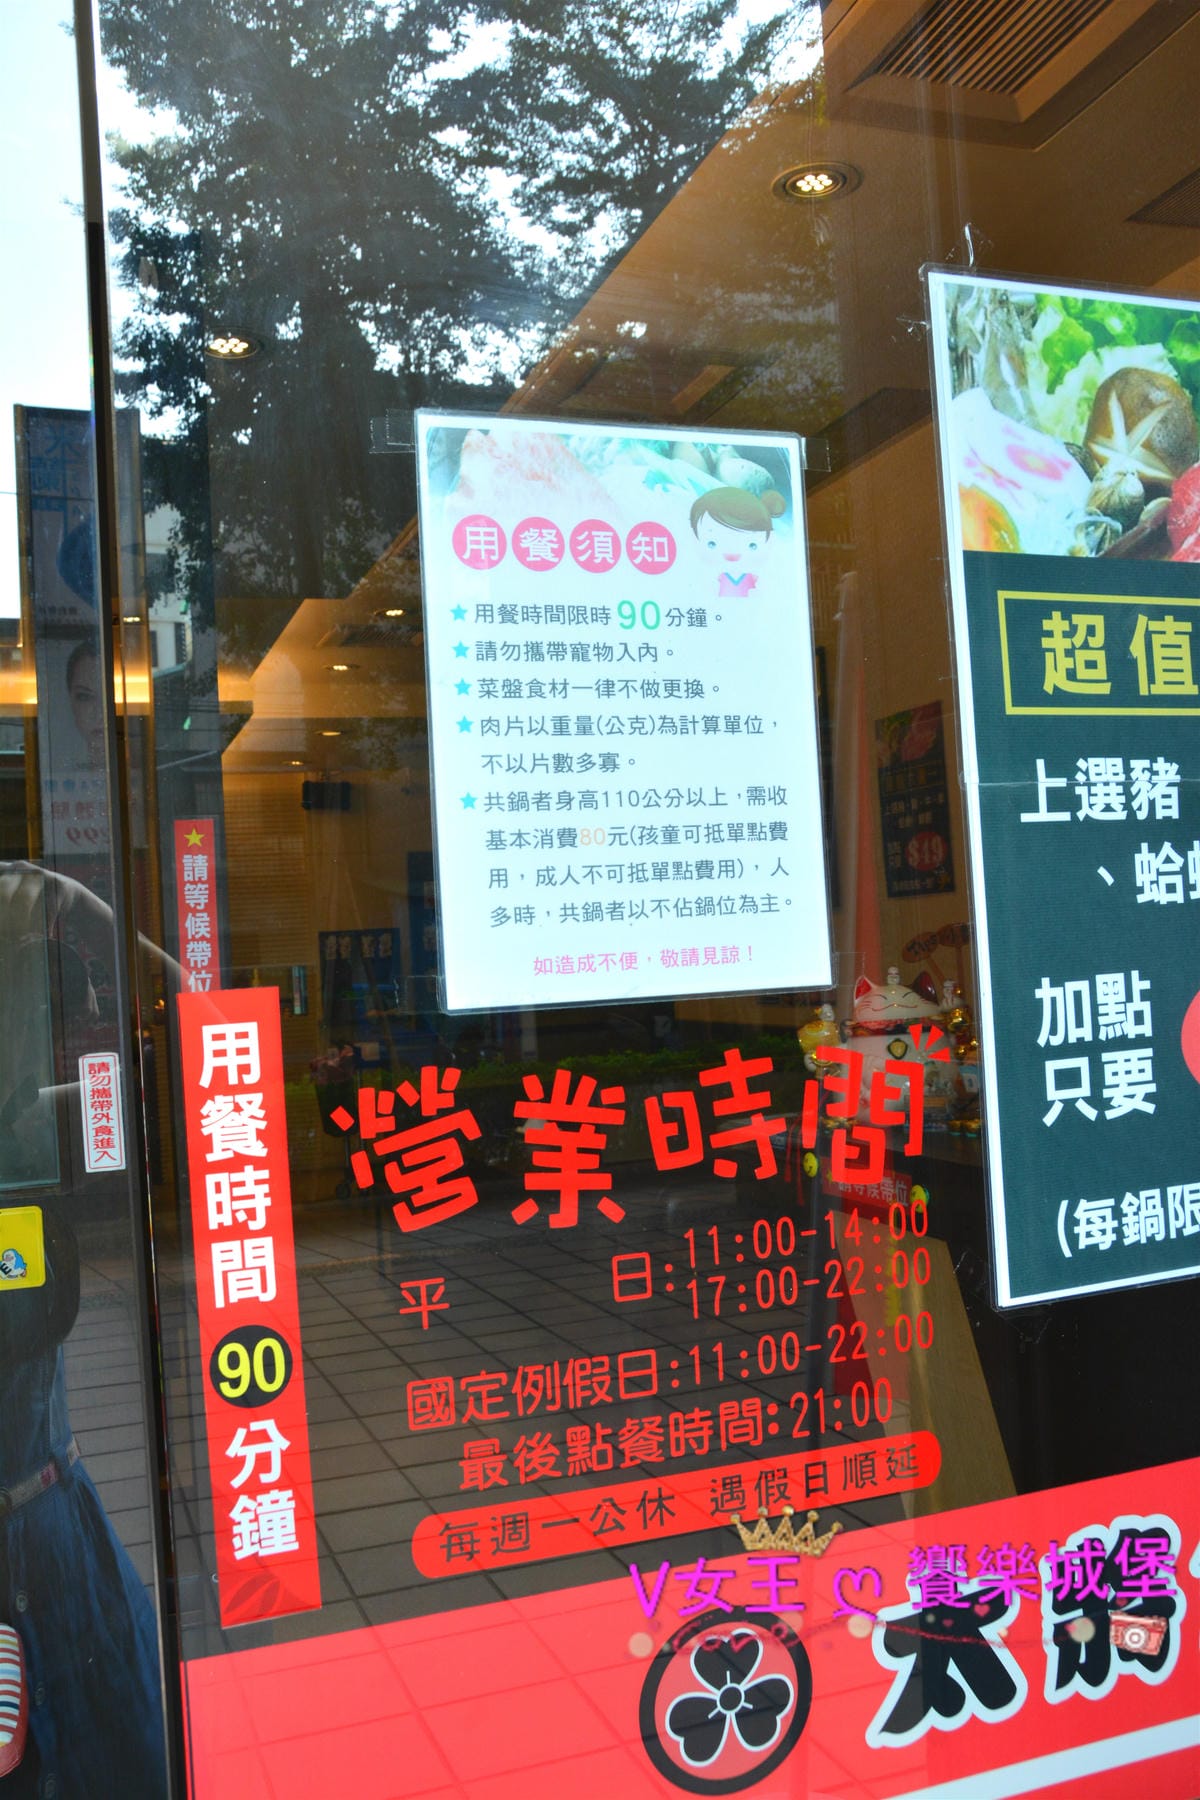 用餐須知
★用餐時間限時90分鐘。
★請勿攜帶寵物入內。
★菜盤食材一律不做更換。
★肉片以重量(公克)為計算單位，
不以片數多寡。
★共鍋者身高110公分以上，需收
基本消費80元(孩童可抵單點費
用，成人不可抵單點費用)，人
多時，共鍋者以不佔鍋位為主。
如造成不便，敬請見諒！
超值
上選豬
、蛤
加點
只要
(每鍋限
★請等候帶位
請勿攜帶外食進入
用餐時間90分鐘
營業時間
平日:11:00-14:00
17:00-22:00
國定例假日:11:00-22:00
最後點餐時間:21:00
每週一公休 遇假日順延
請等候帶位
V女王ღ饗樂城堡